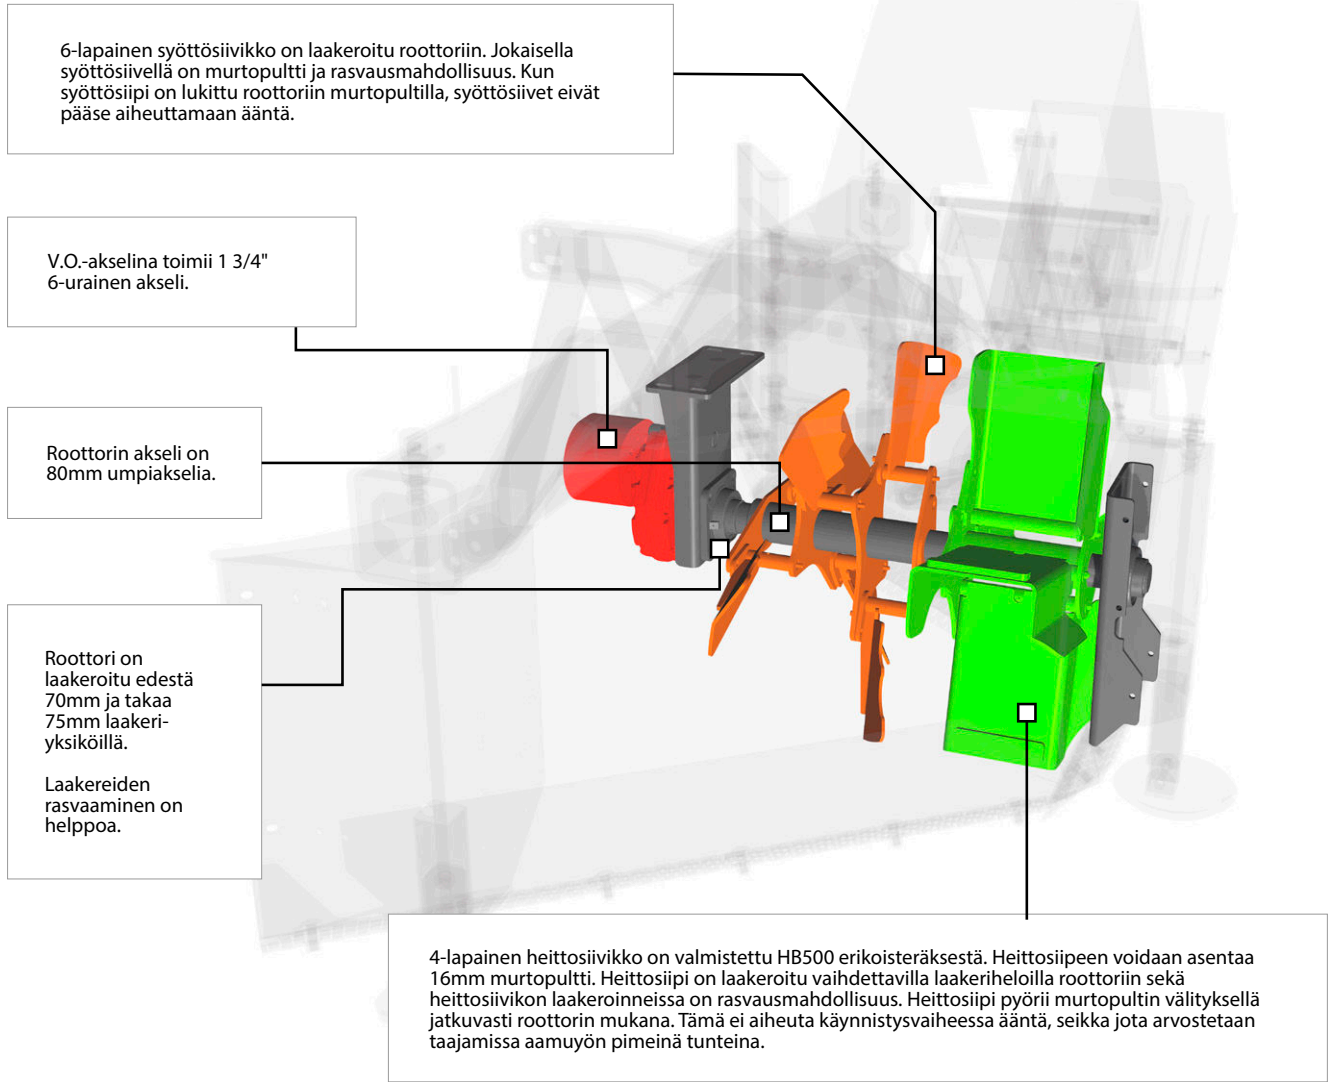 6-lapainen syöttösiivikko on laakeroitu roottoriin. Jokaisella
syöttösiivellä on murtopultti ja rasvausmahdollisuus. Kun
syöttösiipi on lukittu roottoriin murtopultilla, syöttösiivet eivät
pääse aiheuttamaan ääntä.
V.O.-akselina toimii 1 3/4"
6-urainen akseli.
Roottorin akseli on
80mm umpiakselia.
Roottori on
laakeroitu edestä
70mm ja takaa
75mm laakeri-
yksiköillä.
Laakereiden
rasvaaminen on
helppoa.
4-lapainen heittosiivikko on valmistettu HB500 erikoisteräksestä. Heittosiipeen voidaan asentaa
16mm murtopultti. Heittosiipi on laakeroitu vaihdettavilla laakeriheloilla roottoriin sekä
heittosiivikon laakeroinneissa on rasvausmahdollisuus. Heittosiipi pyörii murtopultin välityksellä
jatkuvasti roottorin mukana. Tämä ei aiheuta käynnistysvaiheessa ääntä, seikka jota arvostetaan
taajamissa aamuyön pimeinä tunteina.